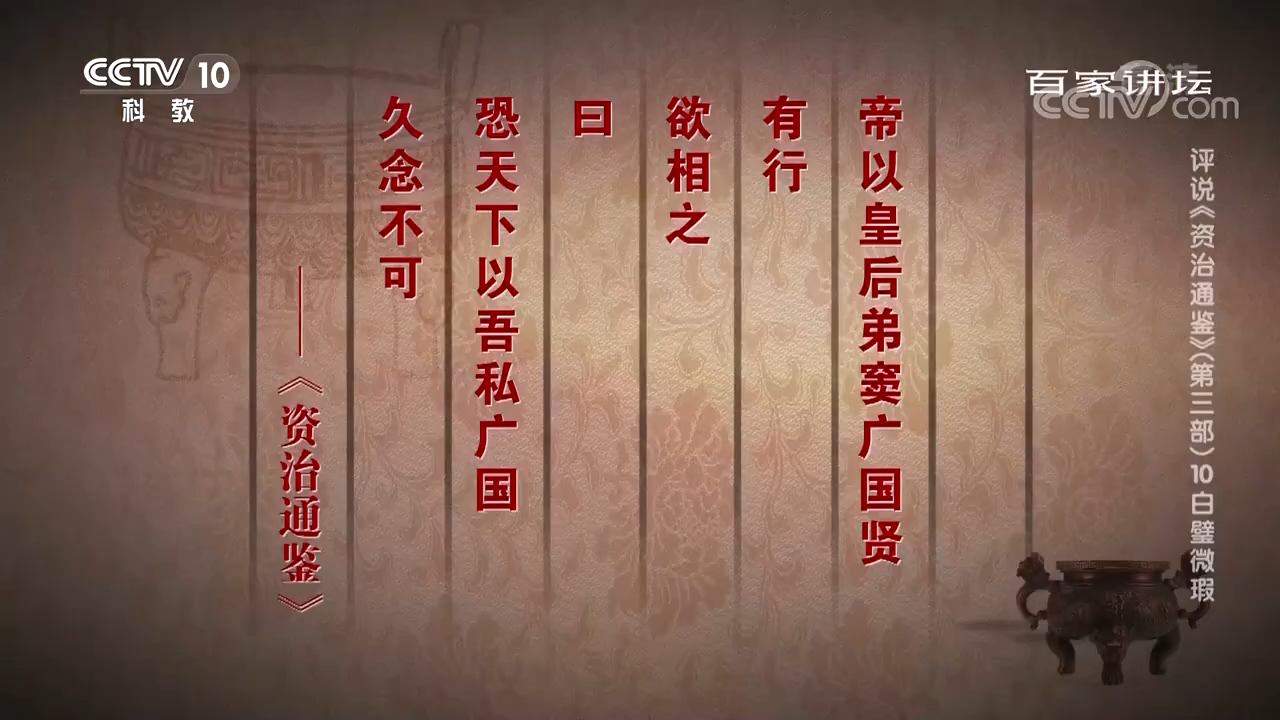 CCTV 10
科教
百家讲坛
CCTV.com
帝以皇后弟窦广国贤
有行
欲相之
曰
恐天下以吾私广国
久念不可
——《资治通鉴》
评说《资治通鉴》(第三部) 10 白璧微瑕